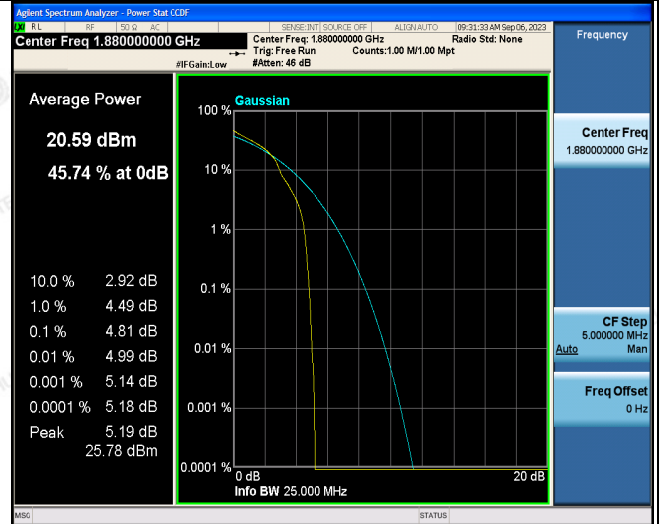 Agilent Spectrum Analyzer - Power Stat CCDF
RL RF 50 Ω AC SENSE:INT SOURCE OFF ALIGN AUTO 09:31:33 AM Sep 06, 2023
Center Freq 1.880000000 GHz
Center Freq: 1.880000000 GHz Radio Std: None
Trig: Free Run Counts:1.00 M/1.00 Mpt
#IFGain:Low #Atten: 46 dB
Frequency
Average Power
20.59 dBm
45.74 % at 0dB
10.0 % 2.92 dB
1.0 % 4.49 dB
0.1 % 4.81 dB
0.01 % 4.99 dB
0.001 % 5.14 dB
0.0001 % 5.18 dB
Peak 5.19 dB
25.78 dBm
Gaussian
100 %
10 %
1 %
0.1 %
0.01 %
0.001 %
0.0001 %
0 dB 20 dB
Info BW 25.000 MHz
Center Freq
1.880000000 GHz
CF Step
5.000000 MHz
Auto Man
Freq Offset
0 Hz
MSG STATUS